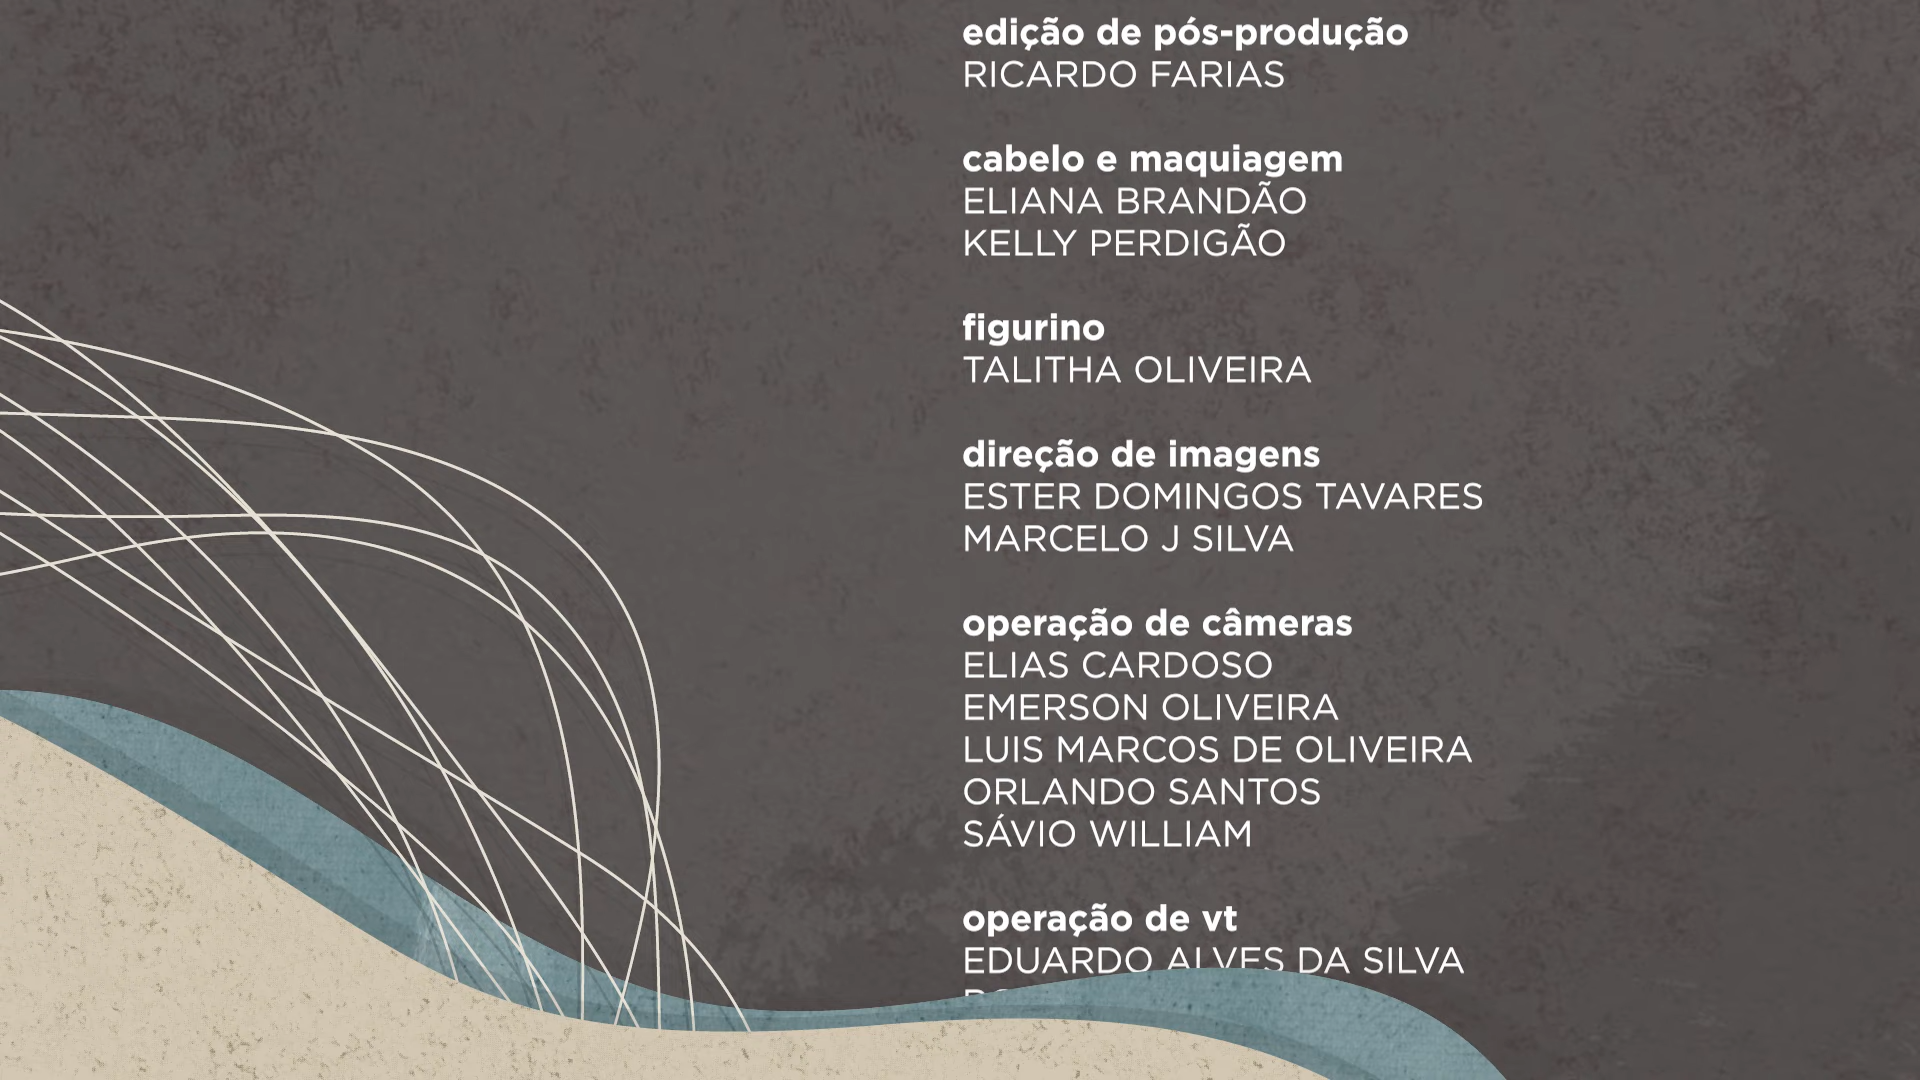 edição de pós-produção
RICARDO FARIAS
cabelo e maquiagem
ELIANA BRANDÃO
KELLY PERDIGÃO
figurino
TALITHA OLIVEIRA
direção de imagens
ESTER DOMINGOS TAVARES
MARCELO J SILVA
operação de câmeras
ELIAS CARDOSO
EMERSON OLIVEIRA
LUIS MARCOS DE OLIVEIRA
ORLANDO SANTOS
SÁVIO WILLIAM
operação de vt
EDUARDO ALVES DA SILVA